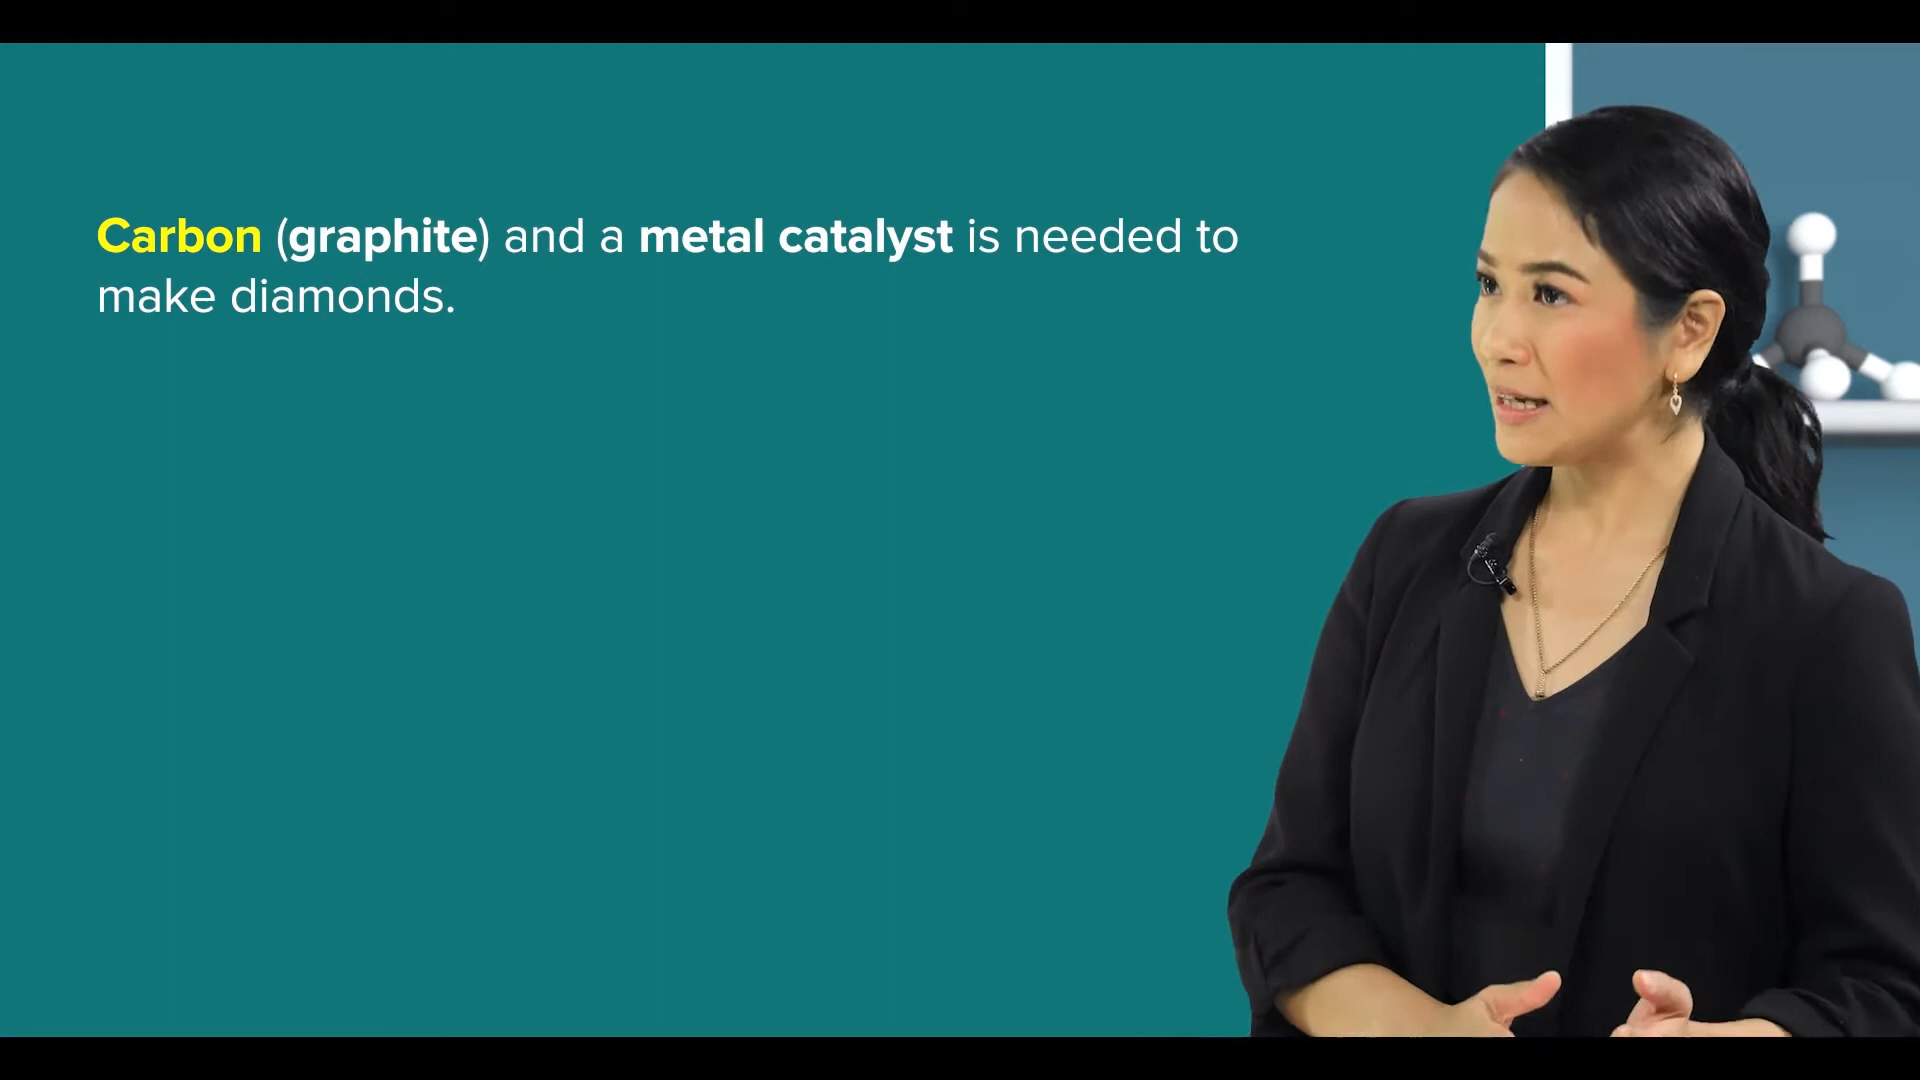 Carbon (graphite) and a metal catalyst is needed to
make diamonds.